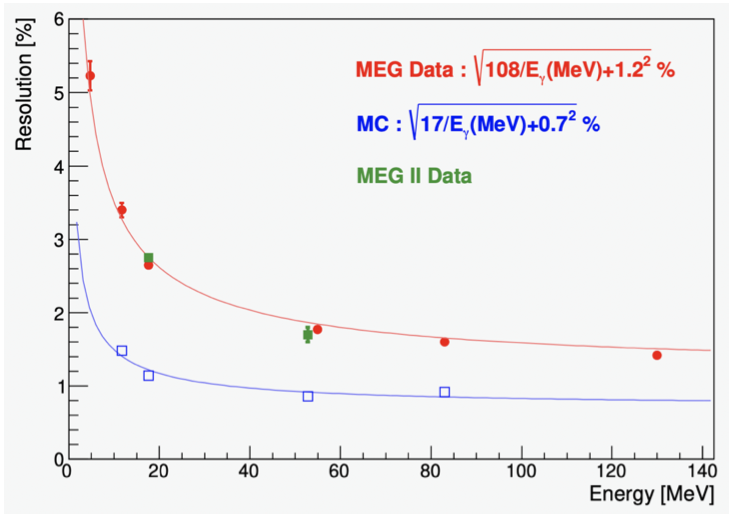 6
5
4
3
2
1
0
Resolution [%]
MEG Data : √108/Eγ(MeV)+1.2² %
MC : √17/Eγ(MeV)+0.7² %
MEG II Data
0 20 40 60 80 100 120 140
Energy [MeV]